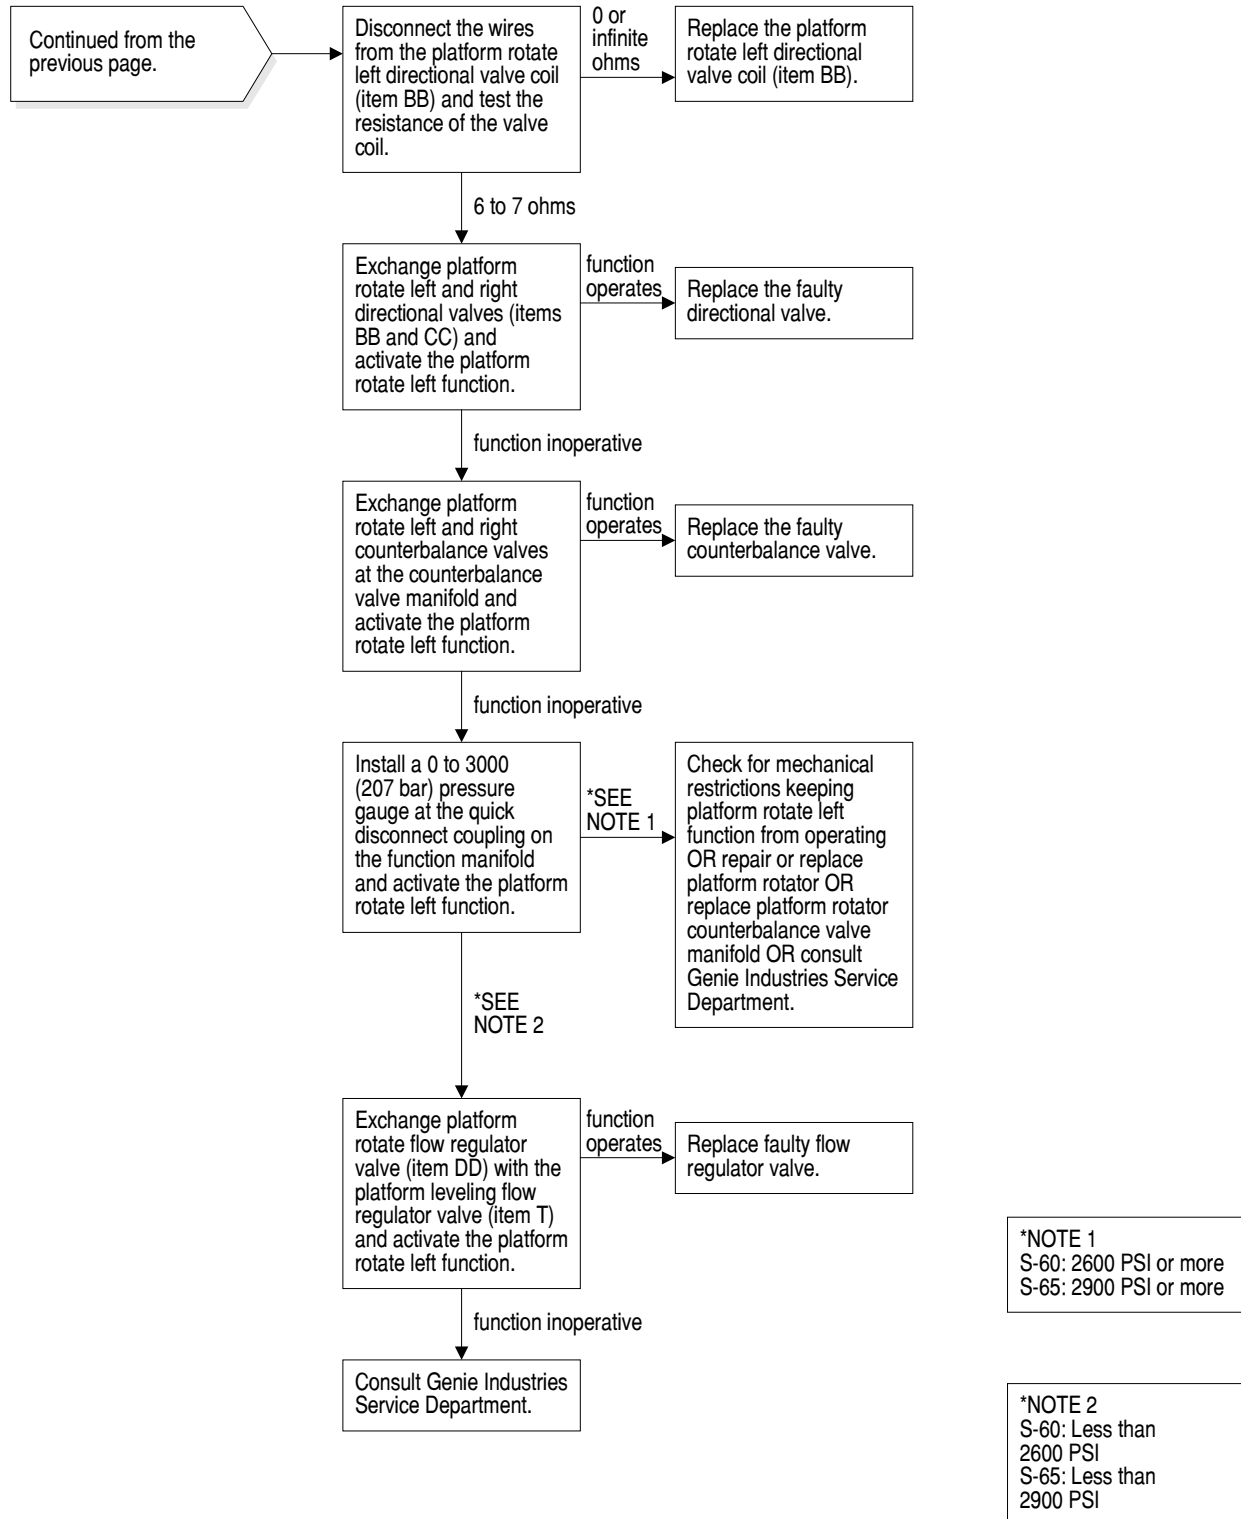 Continued from the
previous page.
Disconnect the wires
from the platform rotate
left directional valve coil
(item BB) and test the
resistance of the valve
coil.
0 or
infinite
ohms
Replace the platform
rotate left directional
valve coil (item BB).
6 to 7 ohms
Exchange platform
rotate left and right
directional valves (items
BB and CC) and
activate the platform
rotate left function.
function
operates
Replace the faulty
directional valve.
function inoperative
Exchange platform
rotate left and right
counterbalance valves
at the counterbalance
valve manifold and
activate the platform
rotate left function.
function
operates
Replace the faulty
counterbalance valve.
function inoperative
Install a 0 to 3000
(207 bar) pressure
gauge at the quick
disconnect coupling on
the function manifold
and activate the platform
rotate left function.
*SEE
NOTE 1
Check for mechanical
restrictions keeping
platform rotate left
function from operating
OR repair or replace
platform rotator OR
replace platform rotator
counterbalance valve
manifold OR consult
Genie Industries Service
Department.
*SEE
NOTE 2
Exchange platform
rotate flow regulator
valve (item DD) with the
platform leveling flow
regulator valve (item T)
and activate the platform
rotate left function.
function
operates
Replace faulty flow
regulator valve.
function inoperative
Consult Genie Industries
Service Department.
*NOTE 1
S-60: 2600 PSI or more
S-65: 2900 PSI or more
*NOTE 2
S-60: Less than
2600 PSI
S-65: Less than
2900 PSI